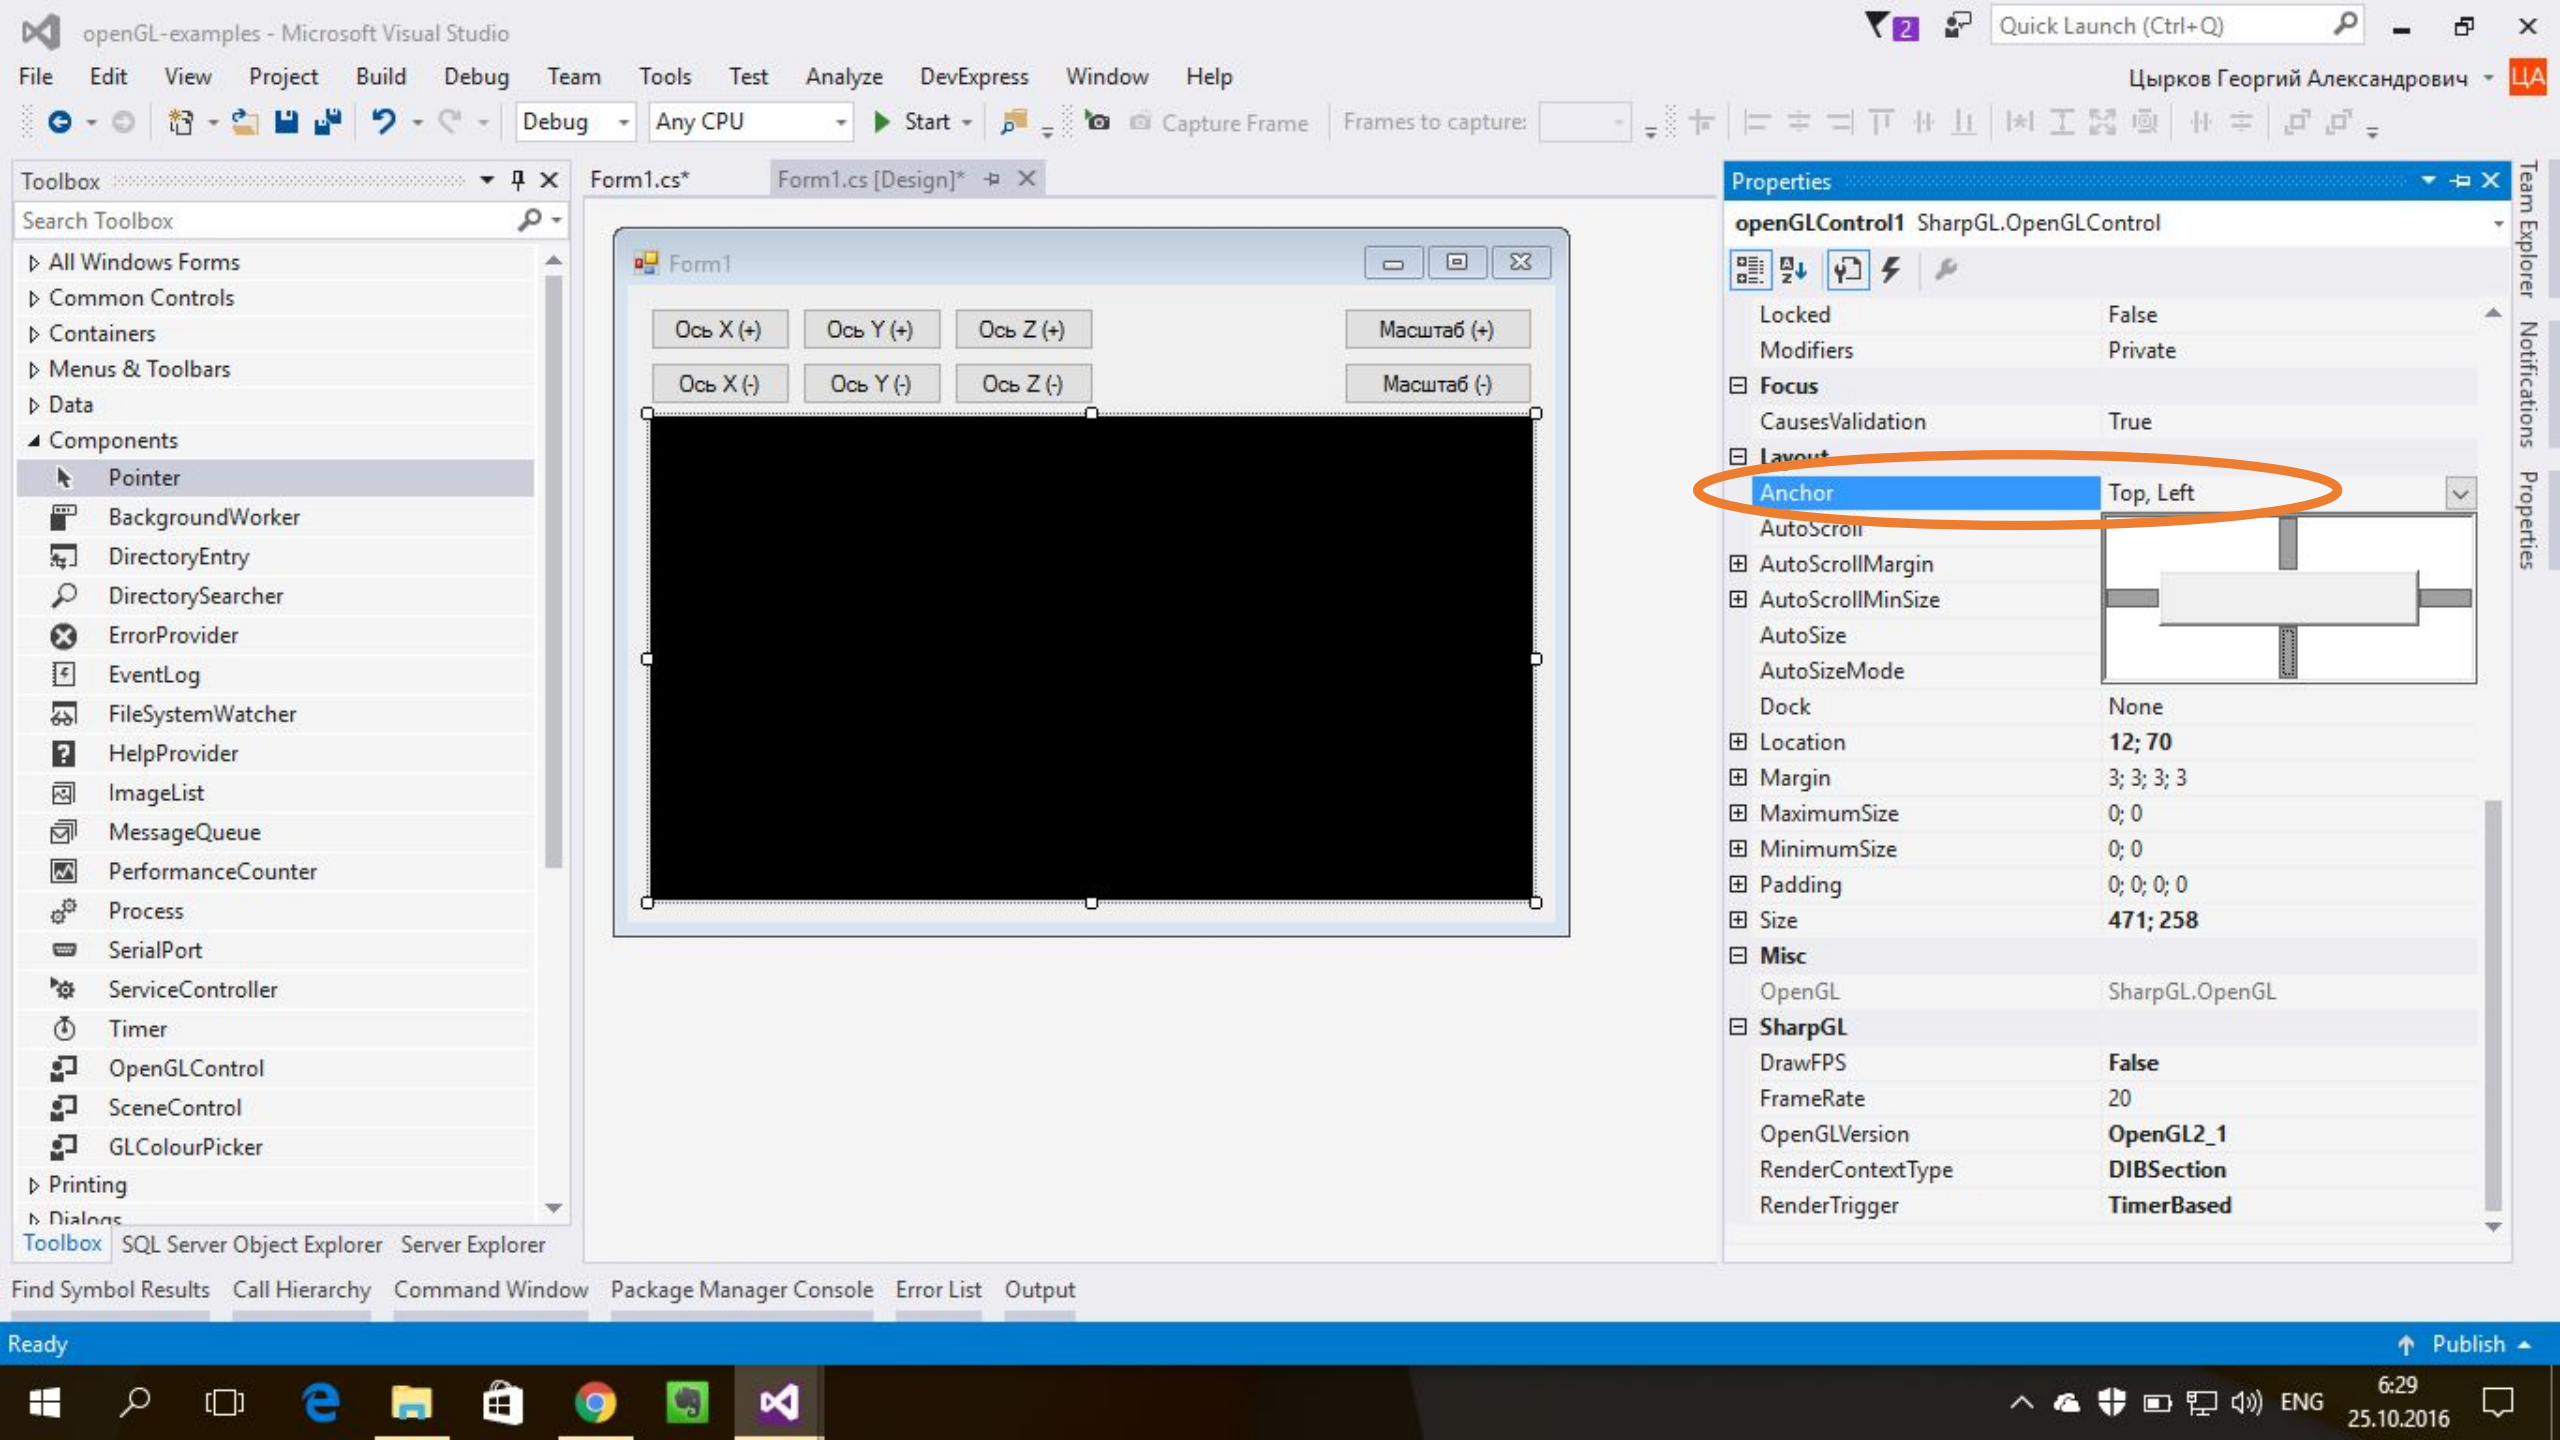 openGL-examples - Microsoft Visual Studio
2
Quick Launch (Ctrl+Q)
File Edit View Project Build Debug Team Tools Test Analyze DevExpress Window Help
Цырков Георгий Александрович
ЦА
Debug
Any CPU
Start
Capture Frame
Frames to capture:
Toolbox
Search Toolbox
All Windows Forms
Common Controls
Containers
Menus & Toolbars
Data
Components
Pointer
BackgroundWorker
DirectoryEntry
DirectorySearcher
ErrorProvider
EventLog
FileSystemWatcher
HelpProvider
ImageList
MessageQueue
PerformanceCounter
Process
SerialPort
ServiceController
Timer
OpenGLControl
SceneControl
GLColourPicker
Printing
Dialogs
Toolbox SQL Server Object Explorer Server Explorer
Form1.cs* Form1.cs [Design]*
Form1
Ось X (+) Ось Y (+) Ось Z (+) Масштаб (+)
Ось X (-) Ось Y (-) Ось Z (-) Масштаб (-)
Properties
openGLControl1 SharpGL.OpenGLControl
Locked False
Modifiers Private
Focus
CausesValidation True
Layout
Anchor Top, Left
AutoScroll
AutoScrollMargin
AutoScrollMinSize
AutoSize
AutoSizeMode
Dock None
Location 12; 70
Margin 3; 3; 3; 3
MaximumSize 0; 0
MinimumSize 0; 0
Padding 0; 0; 0; 0
Size 471; 258
Misc
OpenGL SharpGL.OpenGL
SharpGL
DrawFPS False
FrameRate 20
OpenGLVersion OpenGL2_1
RenderContextType DIBSection
RenderTrigger TimerBased
Team Explorer
Notifications
Properties
Find Symbol Results Call Hierarchy Command Window Package Manager Console Error List Output
Ready
Publish
ENG
6:29
25.10.2016